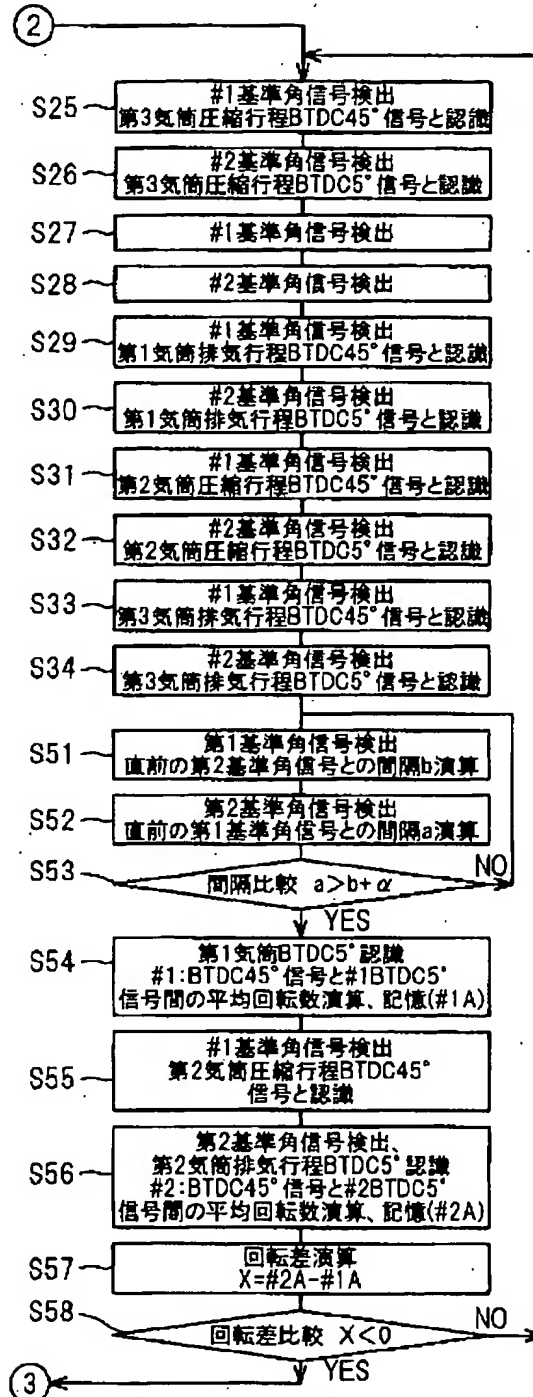 ②
S25
#1基準角信号検出
第3気筒圧縮行程BTDC45°信号と認識
S26
#2基準角信号検出
第3気筒圧縮行程BTDC5°信号と認識
S27
#1基準角信号検出
S28
#2基準角信号検出
S29
#1基準角信号検出
第1気筒排気行程BTDC45°信号と認識
S30
#2基準角信号検出
第1気筒排気行程BTDC5°信号と認識
S31
#1基準角信号検出
第2気筒圧縮行程BTDC45°信号と認識
S32
#2基準角信号検出
第2気筒圧縮行程BTDC5°信号と認識
S33
#1基準角信号検出
第3気筒排気行程BTDC45°信号と認識
S34
#2基準角信号検出
第3気筒排気行程BTDC5°信号と認識
S51
第1基準角信号検出
直前の第2基準角信号との間隔b演算
S52
第2基準角信号検出
直前の第1基準角信号との間隔a演算
S53
間隔比較 a>b+α
NO
YES
S54
第1気筒BTDC5°認識
#1:BTDC45°信号と#1BTDC5°
信号間の平均回転数演算、記憶(#1A)
S55
#1基準角信号検出
第2気筒圧縮行程BTDC45°
信号と認識
S56
第2基準角信号検出、
第2気筒排気行程BTDC5°認識
#2:BTDC45°信号と#2BTDC5°
信号間の平均回転数演算、記憶(#2A)
S57
回転差演算
X=#2A-#1A
S58
回転差比較 X<0
NO
YES
③